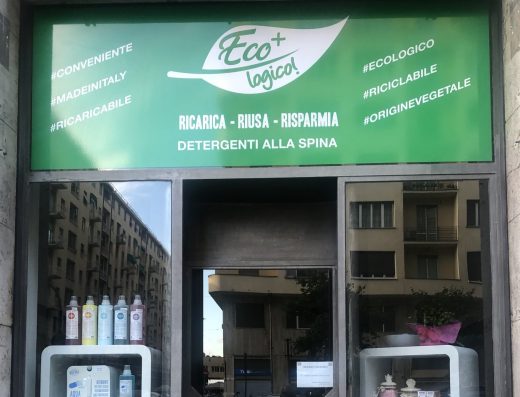 Eco+
logico!
#CONVENIENTE
#MADEINITALY
#RICARICABILE
#ECOLOGICO
#RICICLABILE
#ORIGINEVEGETALE
RICARICA - RIUSA - RISPARMIA
DETERGENTI ALLA SPINA